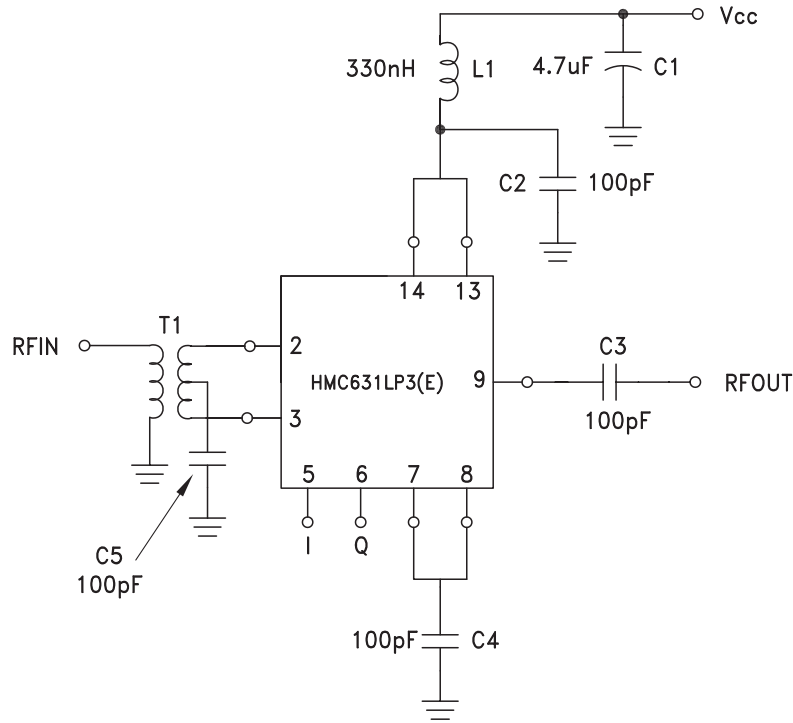 Vcc
330nH L1 4.7uF C1
C2 100pF
14 13
T1
RFIN 2 C3
HMC631LP3(E) 9 RFOUT
100pF
3
5 6 7 8
I Q
C5
100pF
100pF C4